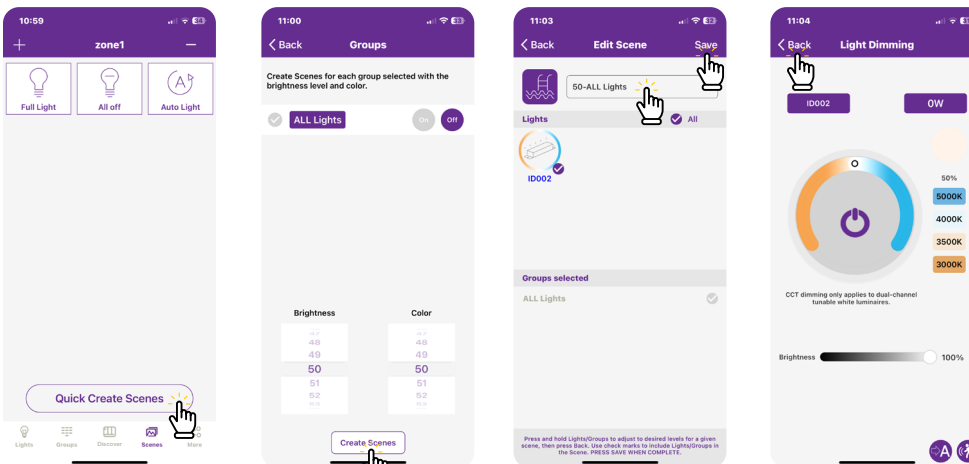 10:59
zone1
Full Light
All off
Auto Light
Quick Create Scenes
Lights
Groups
Discover
Scenes
More
11:00
Back
Groups
Create Scenes for each group selected with the
brightness level and color.
ALL Lights
On
Off
Brightness
Color
47
48
48
49
49
50
50
51
51
52
52
53
Create Scenes
11:03
Back
Edit Scene
Save
50-ALL Lights
Lights
All
ID002
Groups selected
ALL Lights
Press and hold Lights/Groups to adjust to desired levels for a given
scene, then press Back. Use check marks to include Lights/Groups in
the Scene. PRESS SAVE WHEN COMPLETE.
11:04
Back
Light Dimming
ID002
0W
50%
5000K
4000K
3500K
3000K
CCT dimming only applies to dual-channel
tunable white luminaires.
Brightness
100%
A